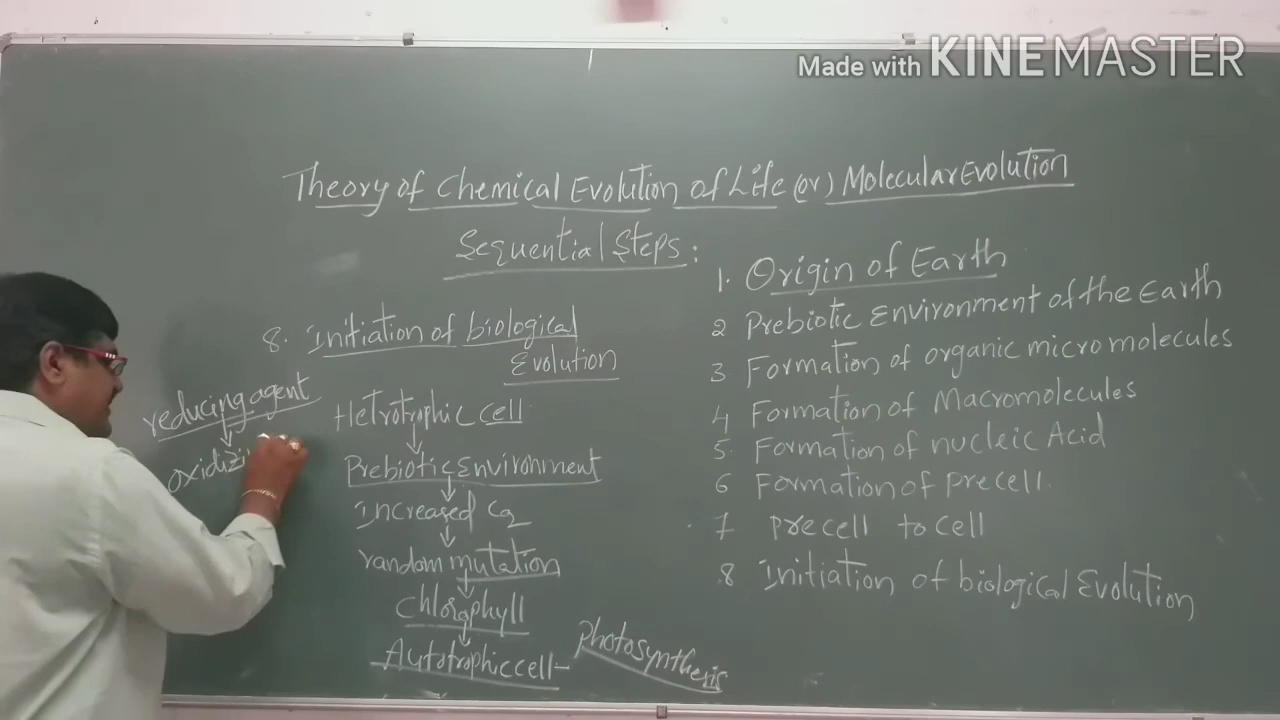 Made with KINEMASTER
Theory of Chemical Evolution of Life (or) Molecular Evolution
Sequential Steps:
8. Initiation of biological
Evolution
Hetrotrophic cell
Prebiotic Environment
Increased
random mutation
Chlorophyll
Autotrophic cell - Photosynthesis
reducing agent
1. Origin of Earth
2 Prebiotic Environment of the Earth
3 Formation of organic micro molecules
4 Formation of Macromolecules
5. Formation of nucleic Acid
6 Formation of Precell
7 Precell to cell
8 Initiation of biological Evolution